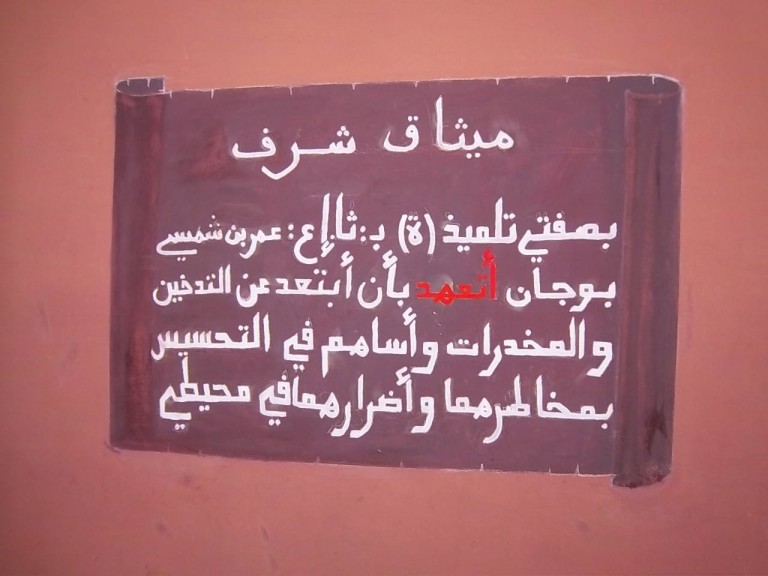 ميثاق شرف
بصفتي تلميذ (ة) ب: ثا.إ ع: عمر بن شميسي
بوجان أتعهد بأن أبتعد عن التدخين
والمخدرات وأساهم في التحسيس
بمخاطرهما وأضرارهما في محيطي